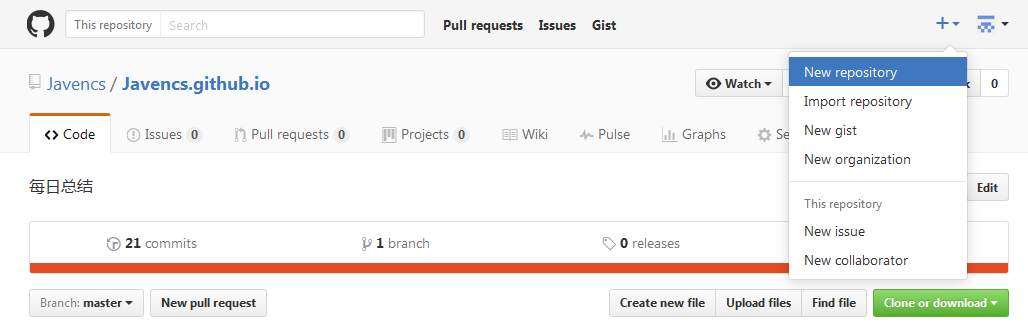 This repository Search Pull requests Issues Gist
Javencs / Javencs.github.io Watch 0
Code Issues 0 Pull requests 0 Projects 0 Wiki Pulse Graphs
每日总结 Edit
21 commits 1 branch 0 releases
Branch: master New pull request Create new file Upload files Find file Clone or download
New repository
Import repository
New gist
New organization
This repository
New issue
New collaborator